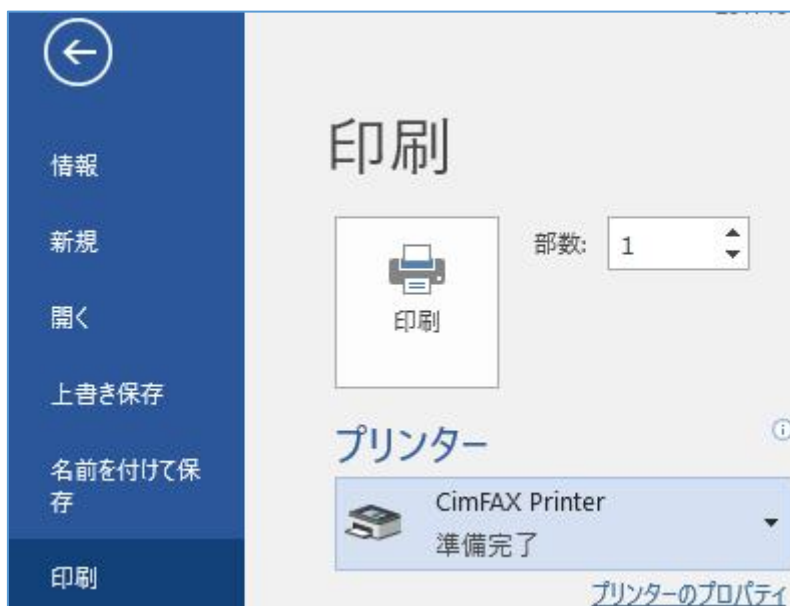 情報
新規
開く
上書き保存
名前を付けて保
存
印刷
印刷
印刷
部数: 1
プリンター
CimFAX Printer
準備完了
プリンターのプロパティ